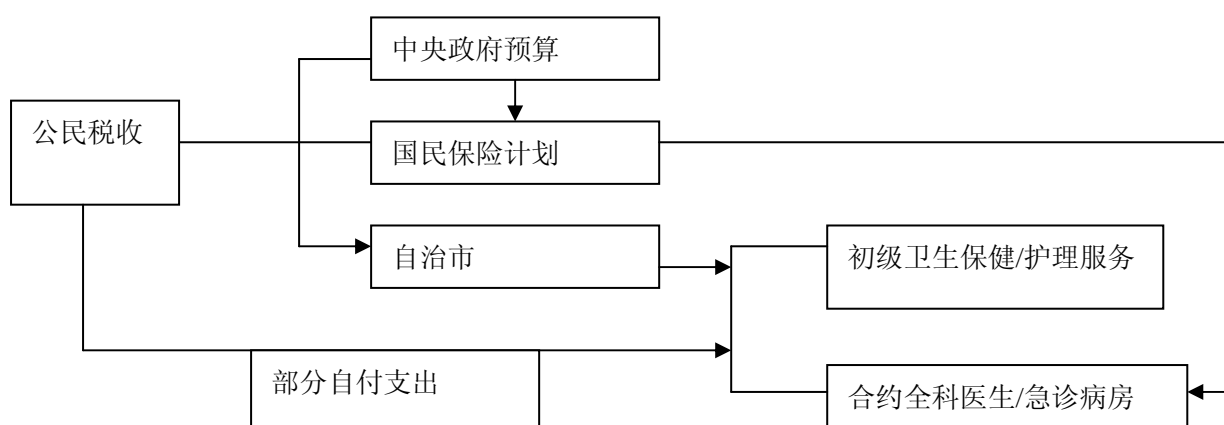 中央政府预算
公民税收
国民保险计划
自治市
初级卫生保健/护理服务
部分自付支出
合约全科医生/急诊病房